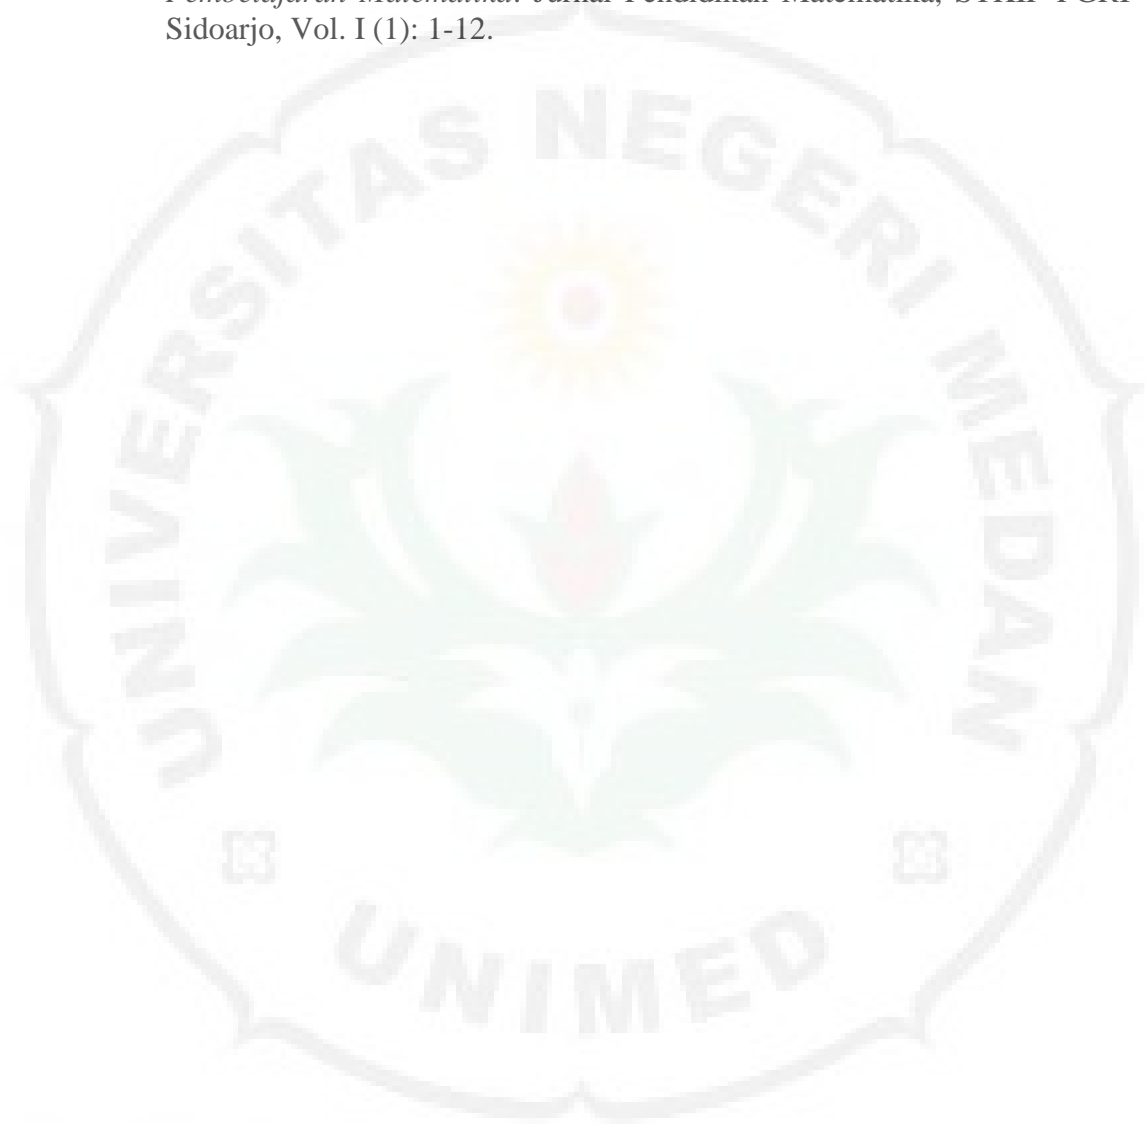 Pembelajaran Matematika. Jurnal Pendidikan Matematika, STKIP PGRI
Sidoarjo, Vol. I (1): 1-12.
UNIVERSITAS NEGERI MEDAN
UNIMED